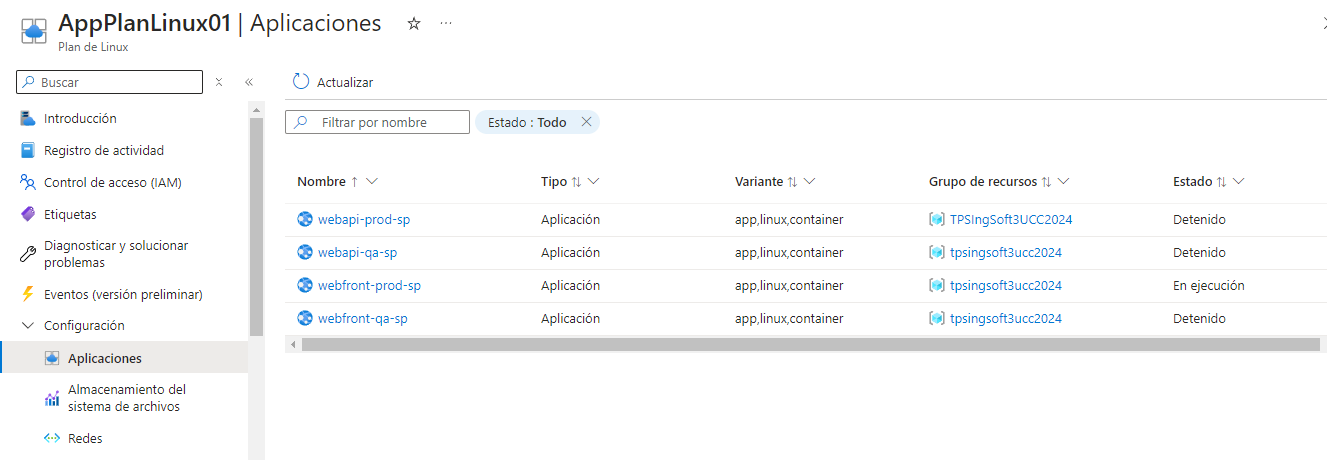 AppPlanLinux01 | Aplicaciones
Plan de Linux
Buscar
Introducción
Registro de actividad
Control de acceso (IAM)
Etiquetas
Diagnosticar y solucionar
problemas
Eventos (versión preliminar)
Configuración
Aplicaciones
Almacenamiento del
sistema de archivos
Redes
Actualizar
Filtrar por nombre
Estado : Todo
Nombre Tipo Variante Grupo de recursos Estado
webapi-prod-sp Aplicación app,linux,container TPSIngSoft3UCC2024 Detenido
webapi-qa-sp Aplicación app,linux,container tpsingsoft3ucc2024 Detenido
webfront-prod-sp Aplicación app,linux,container tpsingsoft3ucc2024 En ejecución
webfront-qa-sp Aplicación app,linux,container tpsingsoft3ucc2024 Detenido